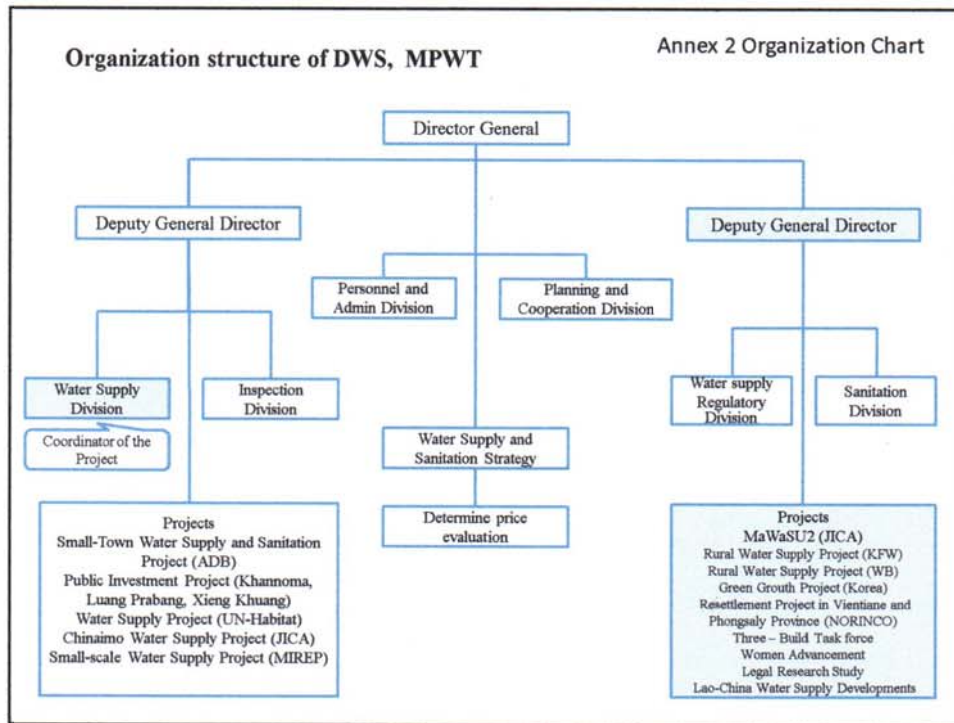 Annex 2 Organization Chart
Organization structure of DWS, MPWT
Director General
Deputy General Director
Deputy General Director
Personnel and
Admin Division
Planning and
Cooperation Division
Water Supply
Division
Inspection
Division
Water supply
Regulatory
Division
Sanitation
Division
Coordinator of the
Project
Water Supply and
Sanitation Strategy
Determine price
evaluation
Projects
Small-Town Water Supply and Sanitation
Project (ADB)
Public Investment Project (Khannoma,
Luang Prabang, Xieng Khuang)
Water Supply Project (UN-Habitat)
Chinaimo Water Supply Project (JICA)
Small-scale Water Supply Project (MIREP)
Projects
MaWaSU2 (JICA)
Rural Water Supply Project (KFW)
Rural Water Supply Project (WB)
Green Grouth Project (Korea)
Resettlement Project in Vientiane and
Phongsaly Province (NORINCO)
Three – Build Task force
Women Advancement
Legal Research Study
Lao-China Water Supply Developments